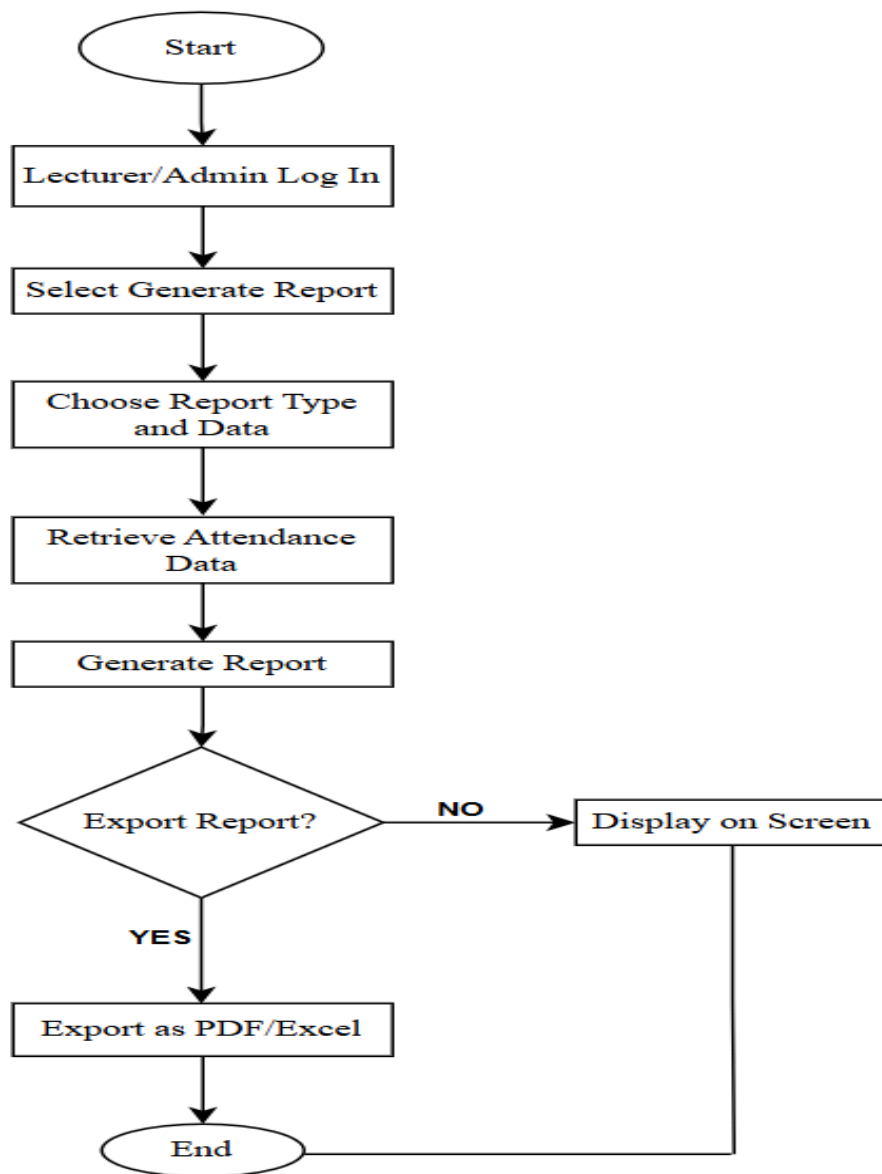 Start
Lecturer/Admin Log In
Select Generate Report
Choose Report Type
and Data
Retrieve Attendance
Data
Generate Report
Export Report?
NO
Display on Screen
YES
Export as PDF/Excel
End